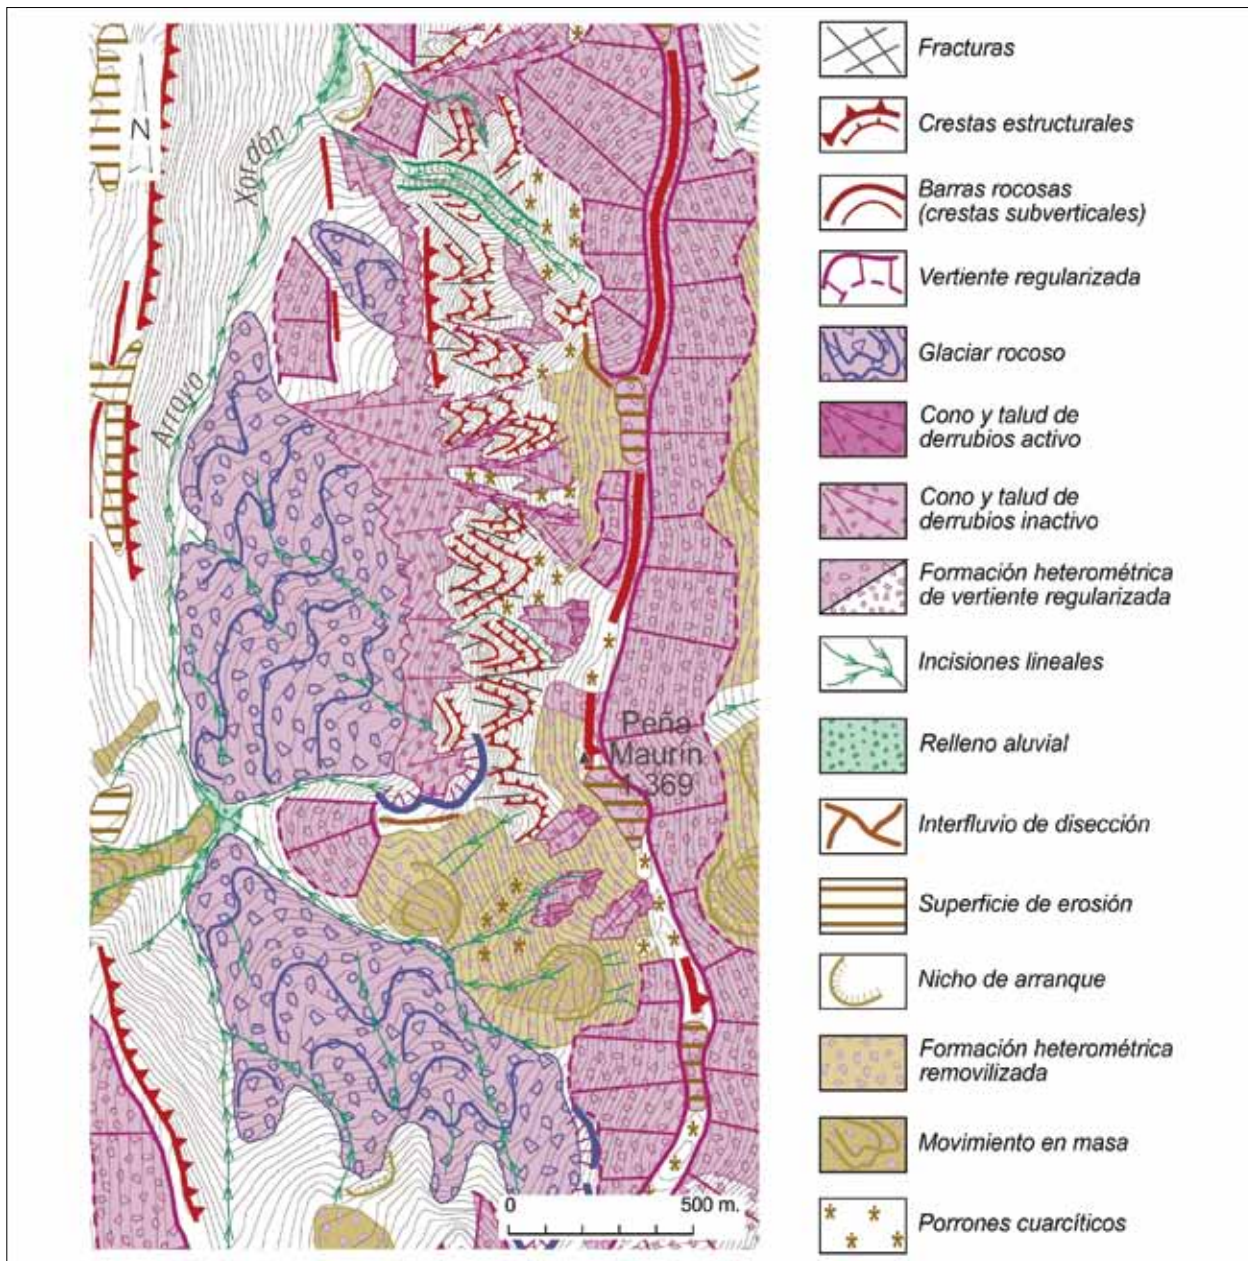 N
Arroyo Xordón
Peña
Maurín
1.369
0 500 m.
Fracturas
Crestas estructurales
Barras rocosas
(crestas subverticales)
Vertiente regularizada
Glaciar rocoso
Cono y talud de
derrubios activo
Cono y talud de
derrubios inactivo
Formación heterométrica
de vertiente regularizada
Incisiones lineales
Relleno aluvial
Interfluvio de disección
Superficie de erosión
Nicho de arranque
Formación heterométrica
removilizada
Movimiento en masa
Porrones cuarcíticos